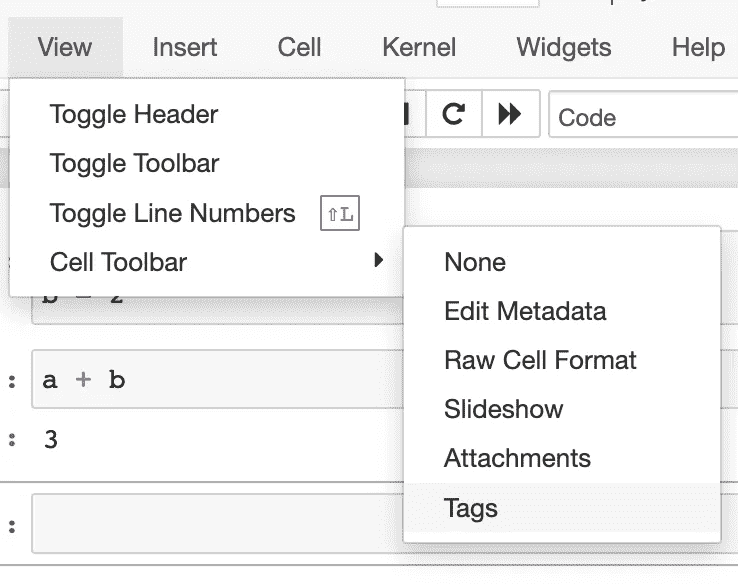 View Insert Cell Kernel Widgets Help
Toggle Header
Code
Toggle Toolbar
Toggle Line Numbers ⇧L
Cell Toolbar
None
Edit Metadata
Raw Cell Format
Slideshow
Attachments
Tags
: a + b
: 3
: